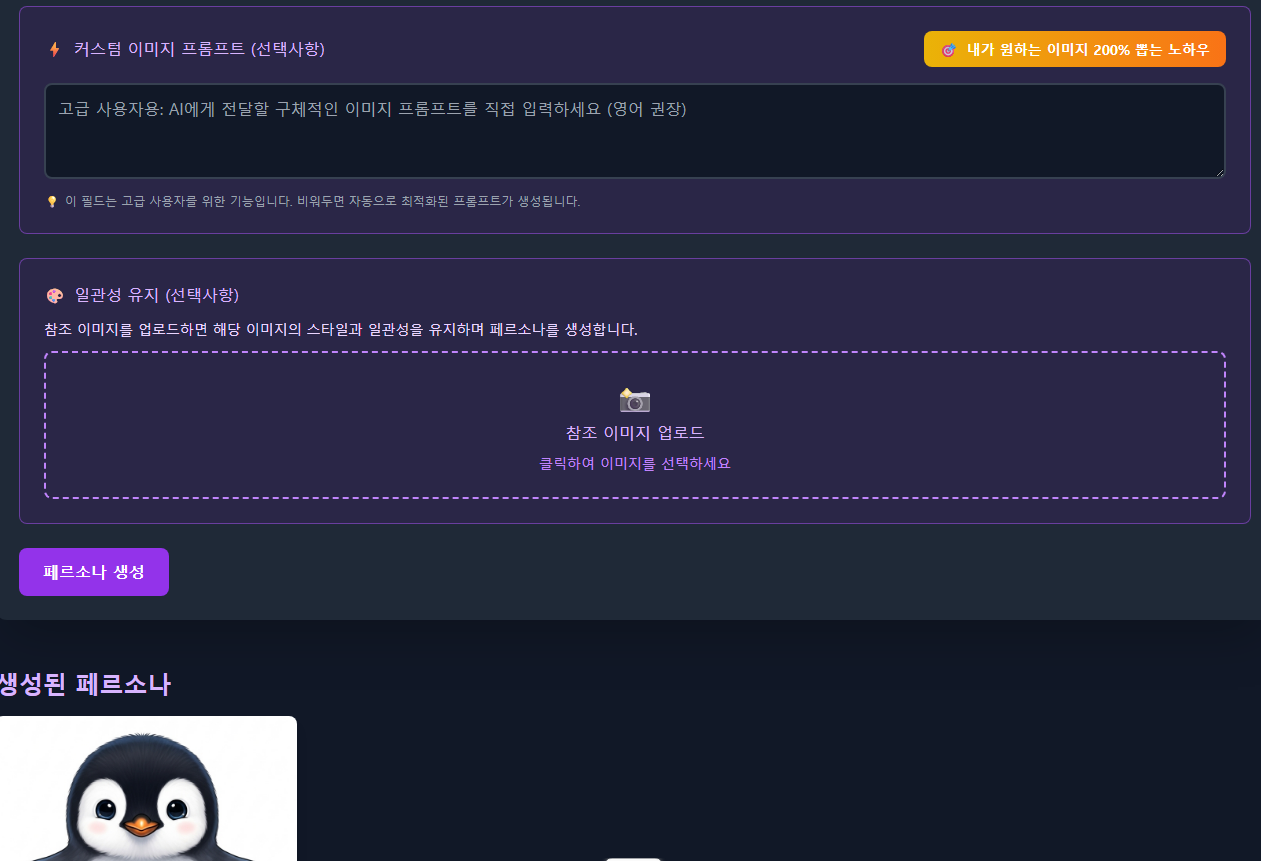 커스텀 이미지 프롬프트 (선택사항)
내가 원하는 이미지 200% 뽑는 노하우
고급 사용자용: AI에게 전달할 구체적인 이미지 프롬프트를 직접 입력하세요 (영어 권장)
이 필드는 고급 사용자를 위한 기능입니다. 비워두면 자동으로 최적화된 프롬프트가 생성됩니다.
일관성 유지 (선택사항)
참조 이미지를 업로드하면 해당 이미지의 스타일과 일관성을 유지하며 페르소나를 생성합니다.
참조 이미지 업로드
클릭하여 이미지를 선택하세요
페르소나 생성
생성된 페르소나